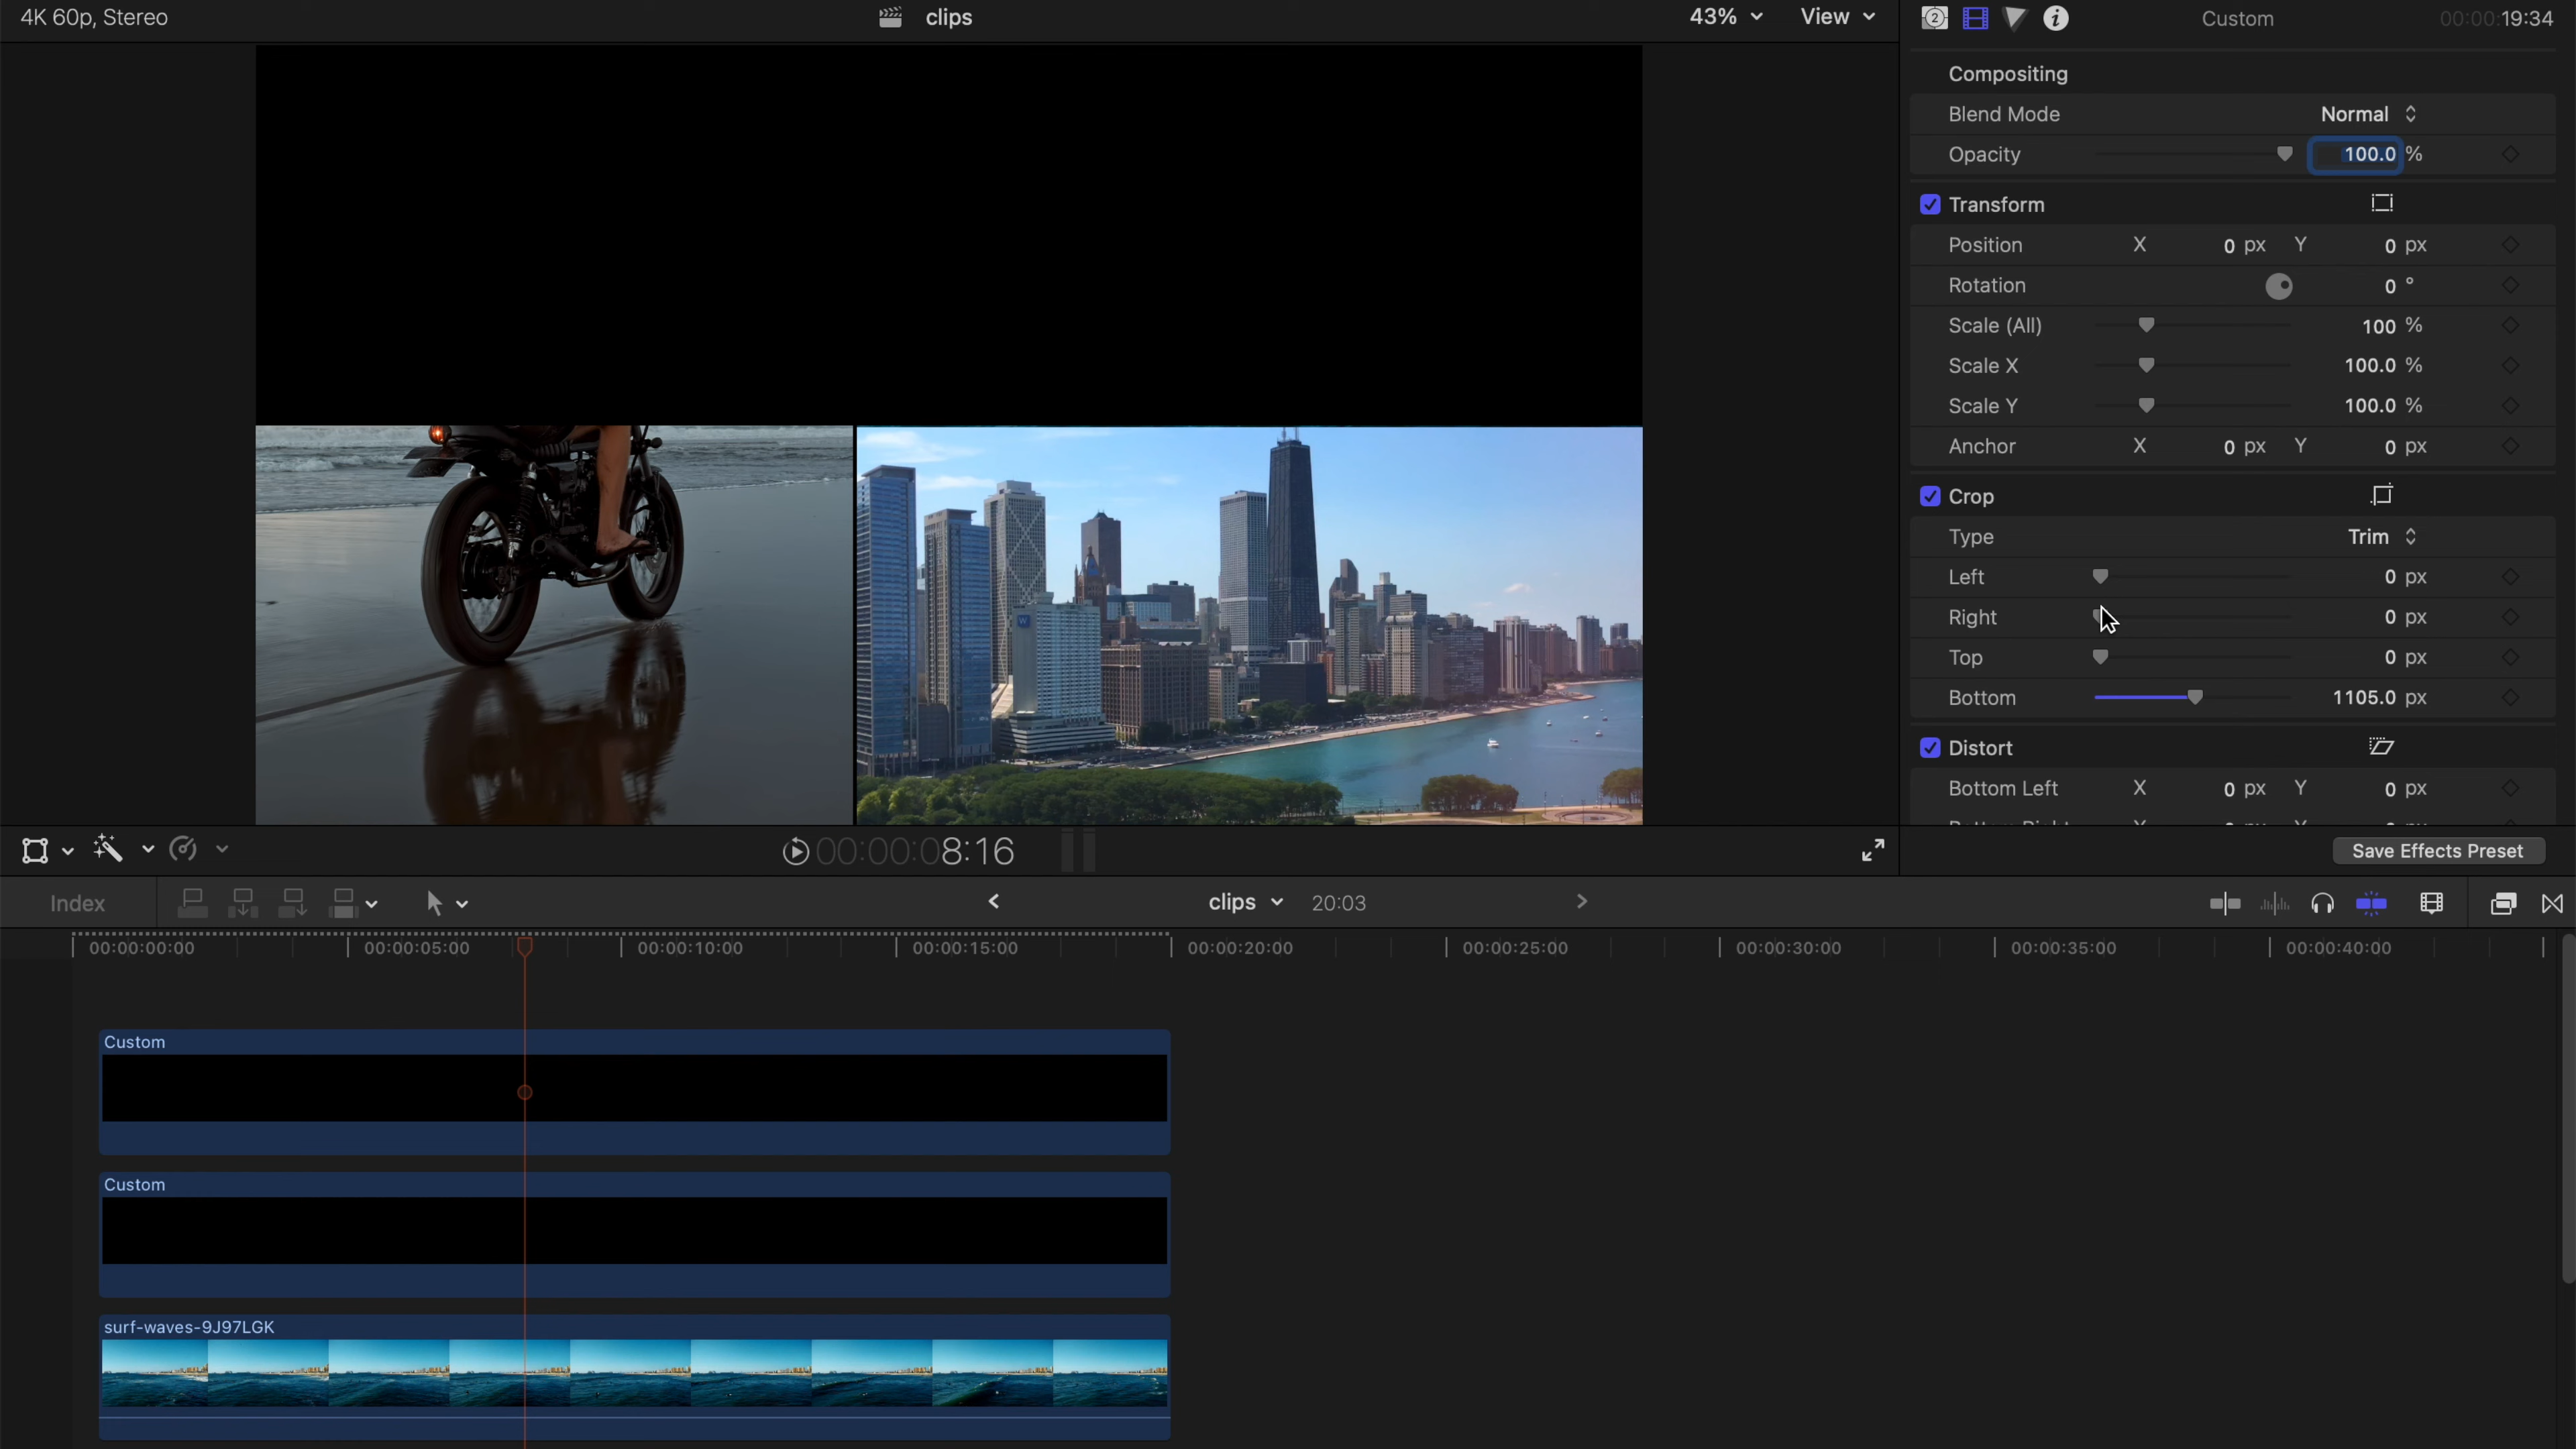 4K 60p, Stereo
clips
43%
View
2
Custom
00:00:19:34
Compositing
Blend Mode
Normal
Opacity
100.0 %
Transform
Position X 0 px Y 0 px
Rotation 0 °
Scale (All) 100 %
Scale X 100.0 %
Scale Y 100.0 %
Anchor X 0 px Y 0 px
Crop
Type Trim
Left 0 px
Right 0 px
Top 0 px
Bottom 1105.0 px
Distort
Bottom Left X 0 px Y 0 px
00:00:08:16
Save Effects Preset
Index
clips
20:03
00:00:00:00
00:00:05:00
00:00:10:00
00:00:15:00
00:00:20:00
00:00:25:00
00:00:30:00
00:00:35:00
00:00:40:00
Custom
Custom
surf-waves-9J97LGK